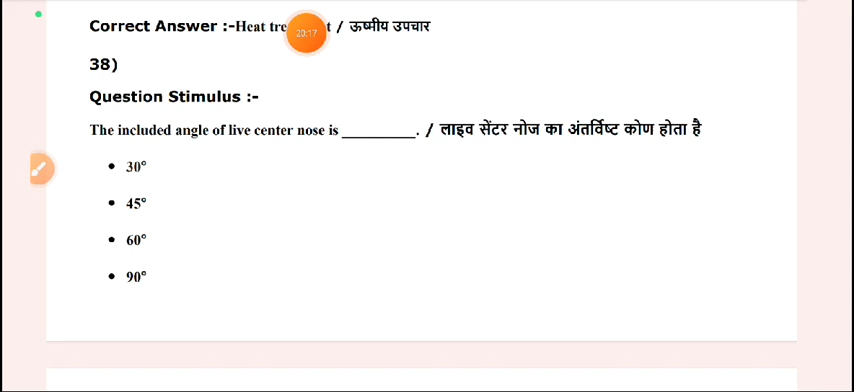 Correct Answer :-Heat tre t / ऊष्मीय उपचार
20:17
38)
Question Stimulus :-
The included angle of live center nose is __________. / लाइव सेंटर नोज का अंतर्विष्ट कोण होता है
• 30°
• 45°
• 60°
• 90°